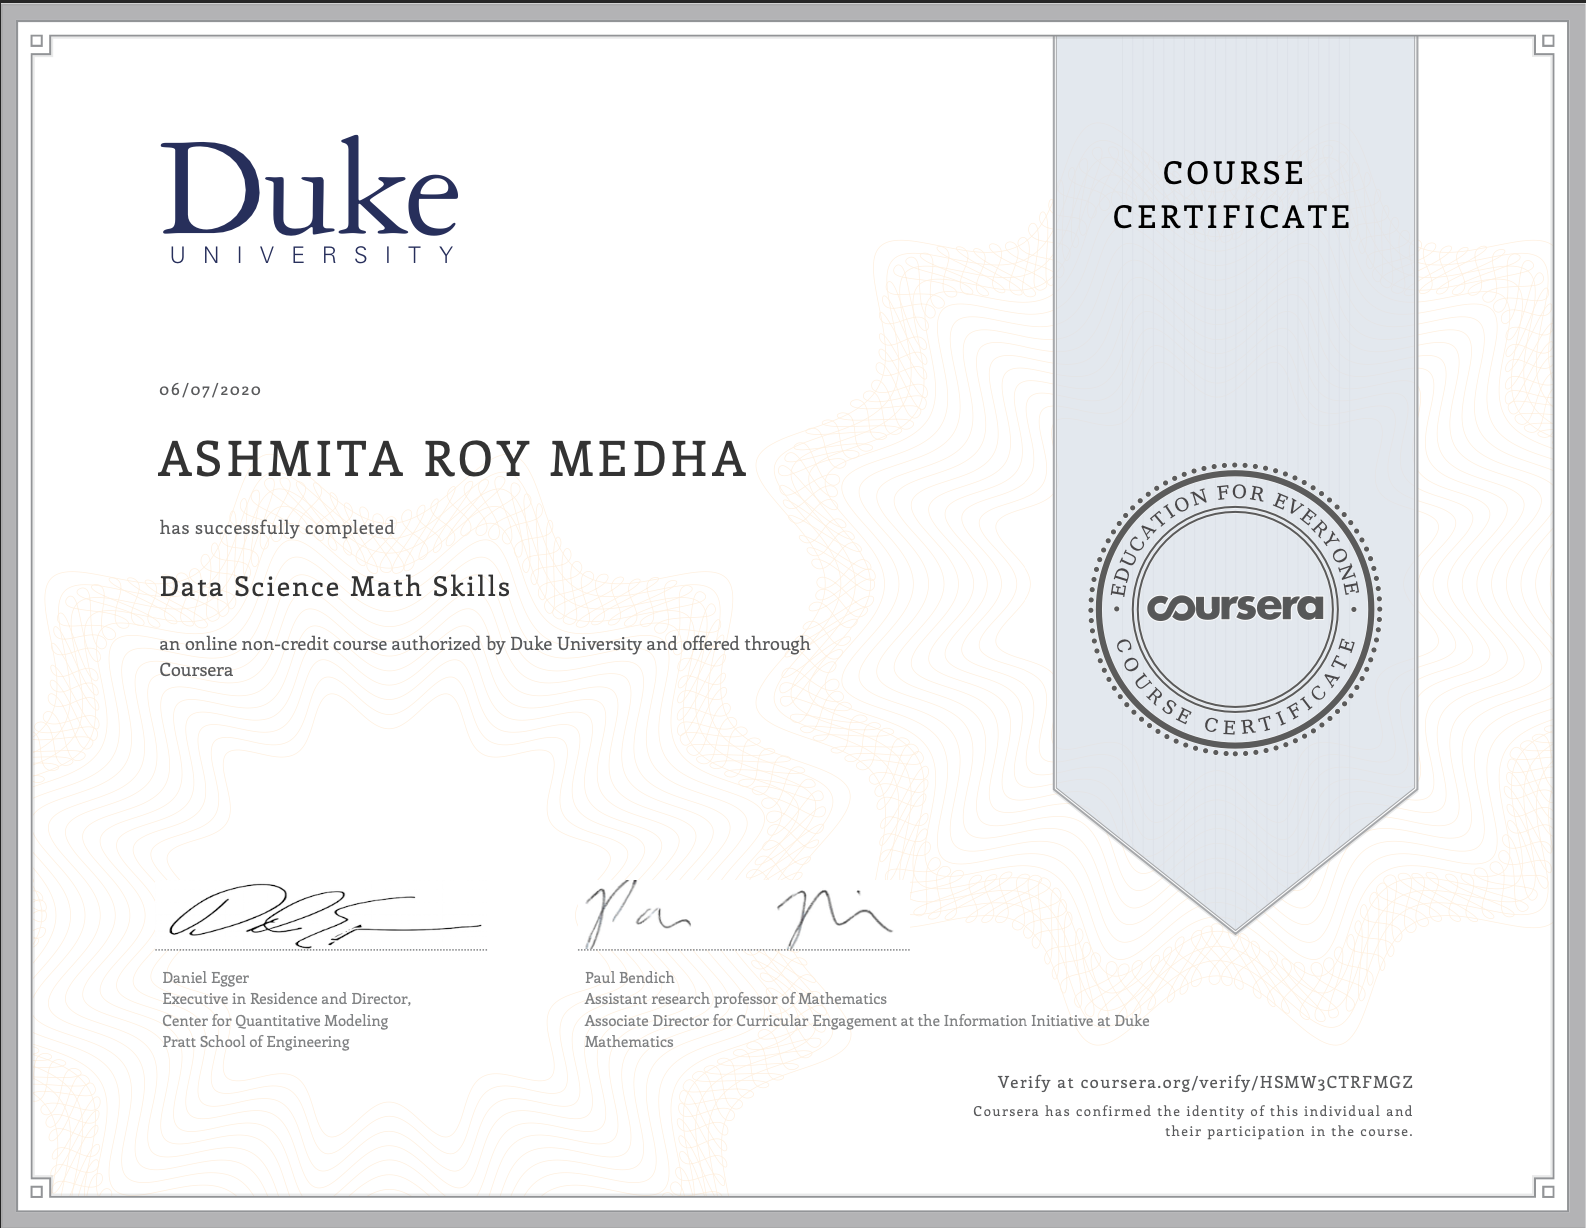 Duke
UNIVERSITY
COURSE
CERTIFICATE
06/07/2020
ASHMITA ROY MEDHA
has successfully completed
Data Science Math Skills
an online non-credit course authorized by Duke University and offered through
Coursera
EDUCATION FOR EVERYONE
coursera
COURSE CERTIFICATE
Daniel Egger
Executive in Residence and Director,
Center for Quantitative Modeling
Pratt School of Engineering
Paul Bendich
Assistant research professor of Mathematics
Associate Director for Curricular Engagement at the Information Initiative at Duke
Mathematics
Verify at coursera.org/verify/HSMW3CTRFMGZ
Coursera has confirmed the identity of this individual and
their participation in the course.